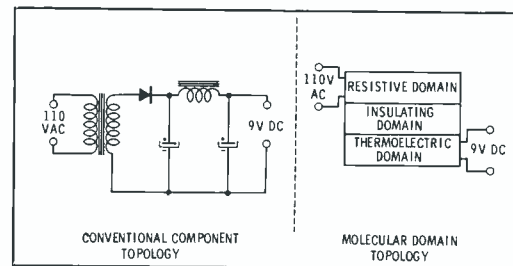 110
VAC
9V DC
CONVENTIONAL COMPONENT
TOPOLOGY
110V
AC
RESISTIVE DOMAIN
INSULATING
DOMAIN
THERMOELECTRIC
DOMAIN
9V DC
MOLECULAR DOMAIN
TOPOLOGY